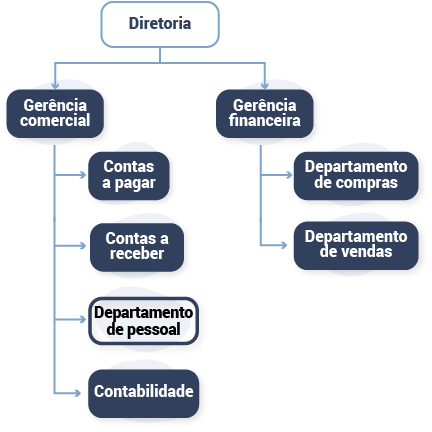 Diretoria
Gerência
comercial
Gerência
financeira
Contas
a pagar
Contas a
receber
Departamento
de pessoal
Contabilidade
Departamento
de compras
Departamento
de vendas